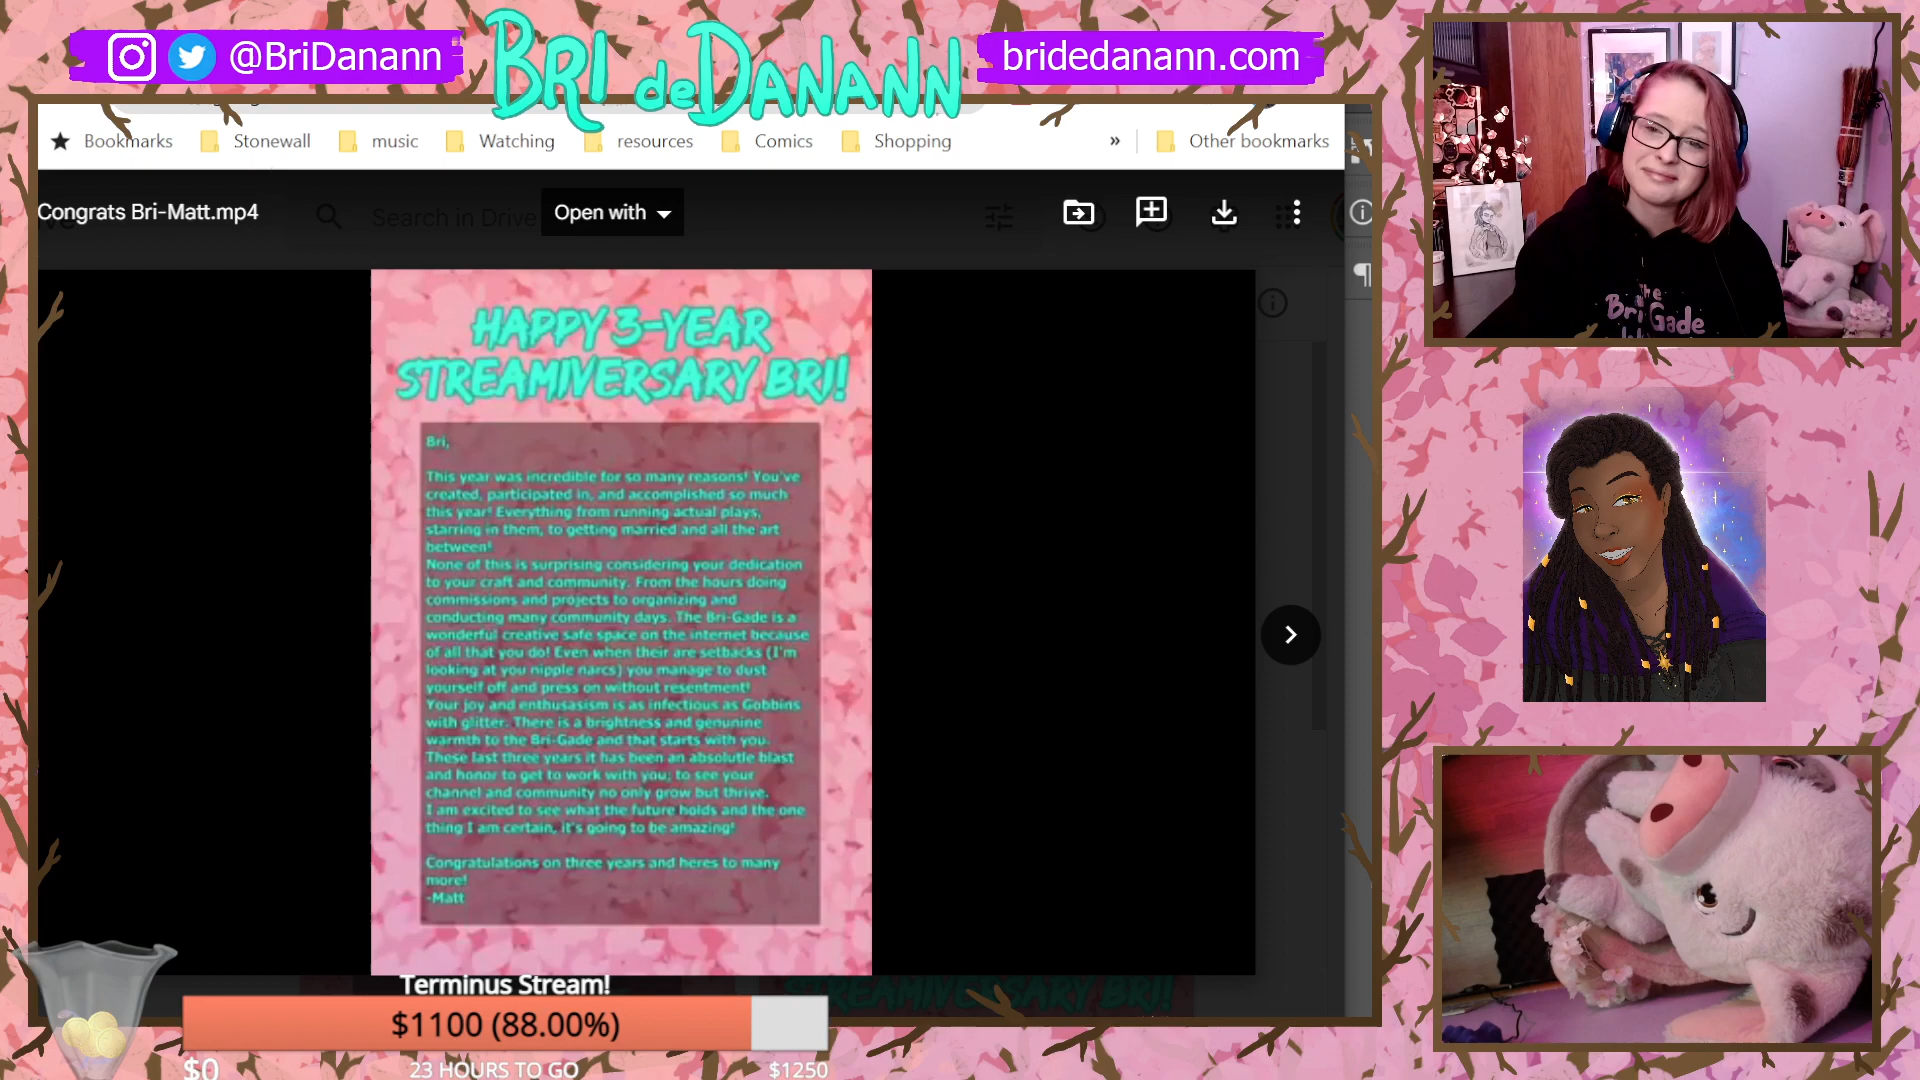 @BriDanann
BRI deDANANN
bridedanann.com
Bookmarks
Stonewall
music
Watching
resources
Comics
Shopping
»
Other bookmarks
Congrats Bri-Matt.mp4
Search in Drive
Open with
HAPPY 3-YEAR
STREAMIVERSARY BRI!
Bri,
This year was incredible for so many reasons! You've
created, participated in, and accomplished so much
this year! Everything from running actual plays,
starring in them, to getting married and all the art
between!
None of this is surprising considering your dedication
to your craft and community. From the hours doing
commissions and projects to organizing and
conducting many community days. The Bri-Gade is a
wonderful creative safe space on the internet because
of all that you do! Even when their are setbacks (I'm
looking at you nipple narcs) you manage to dust
yourself off and press on without resentment!
Your joy and enthusasism is as infectious as Gobbins
with glitter. There is a brightness and genunine
warmth to the Bri-Gade and that starts with you.
These last three years it has been an absolutle blast
and honor to get to work with you; to see your
channel and community no only grow but thrive.
I am excited to see what the future holds and the one
thing I am certain, it's going to be amazing!
Congratulations on three years and heres to many
more!
-Matt
STREAMIVERSARY BRI!
The
BriGade
Terminus Stream!
$1100 (88.00%)
$0
23 HOURS TO GO
$1250